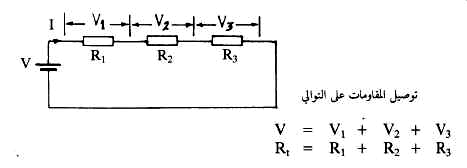 I V₁ V₂ V₃
V R₁ R₂ R₃
توصيل المقاومات على التوالي
V = V₁ + V₂ + V₃
Rₜ = R₁ + R₂ + R₃